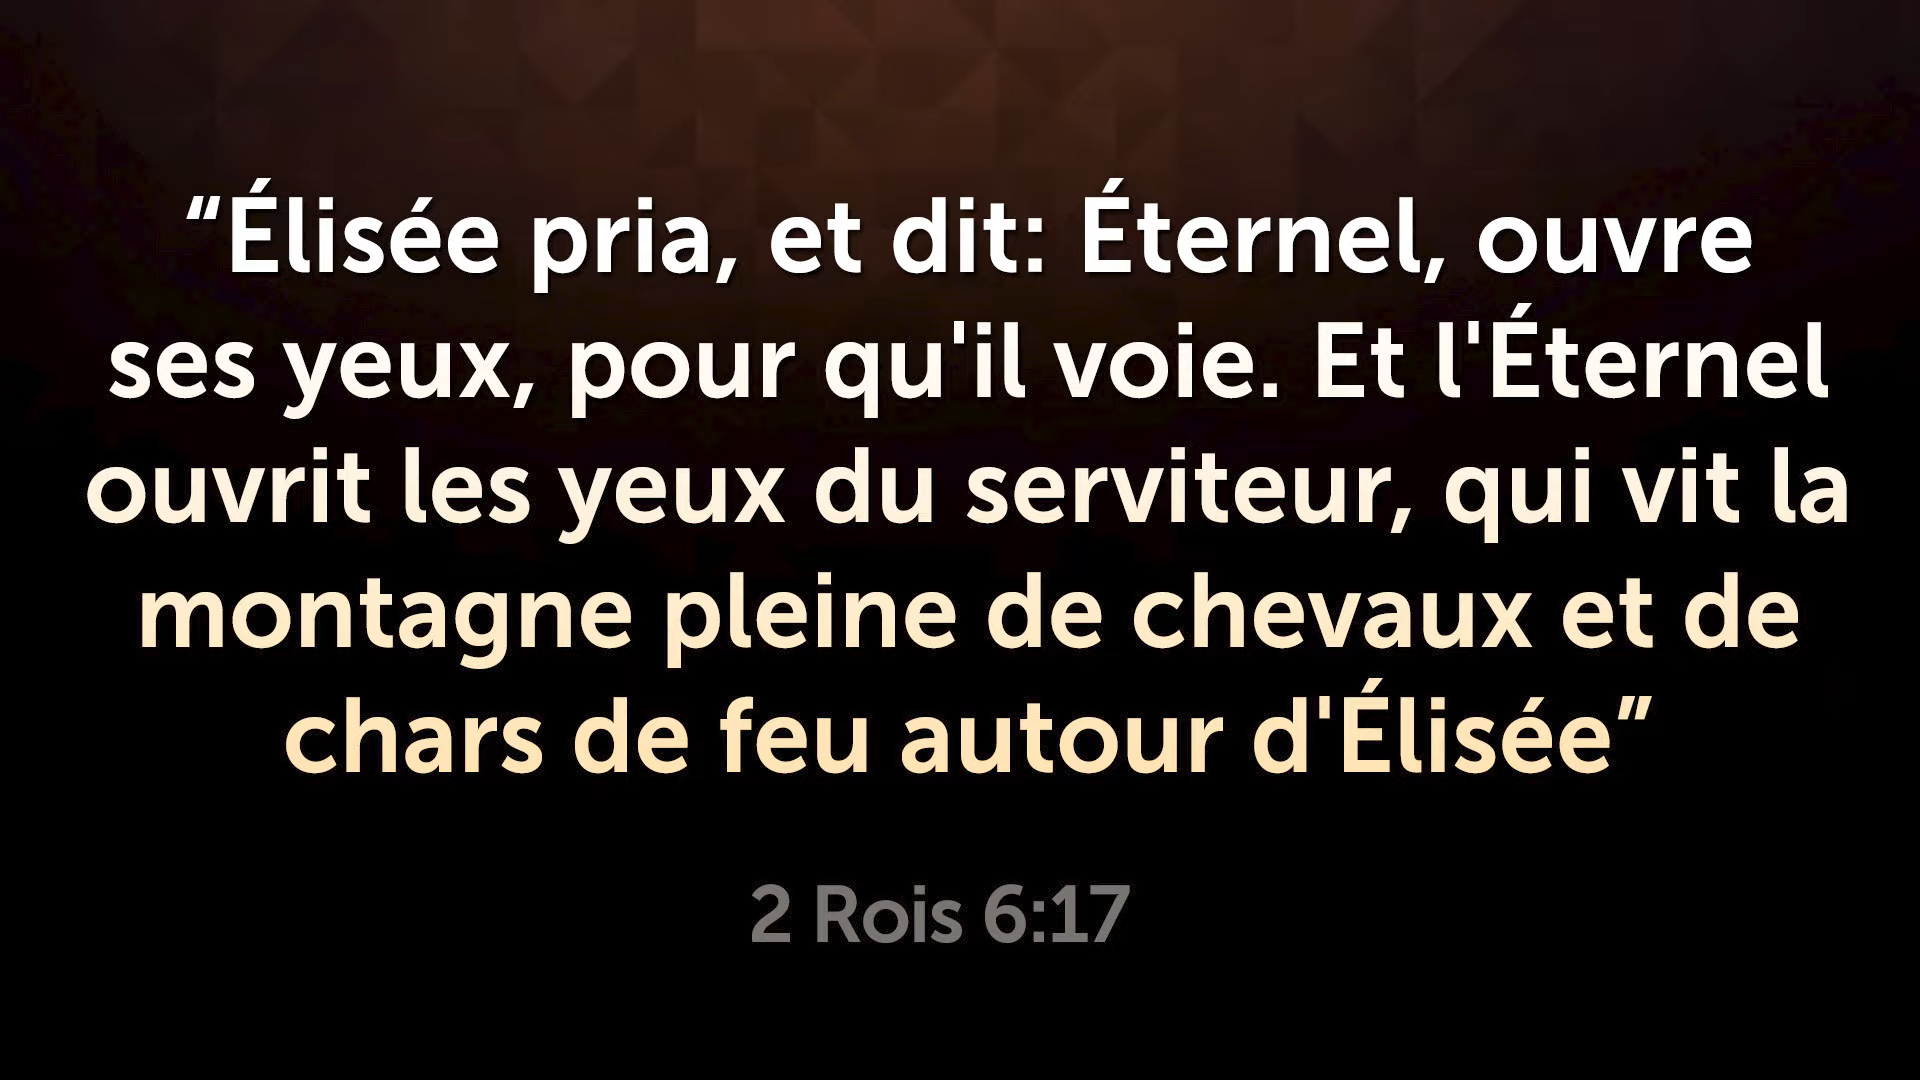 “Élisée pria, et dit: Éternel, ouvre
ses yeux, pour qu'il voie. Et l'Éternel
ouvrit les yeux du serviteur, qui vit la
montagne pleine de chevaux et de
chars de feu autour d'Élisée”
2 Rois 6:17